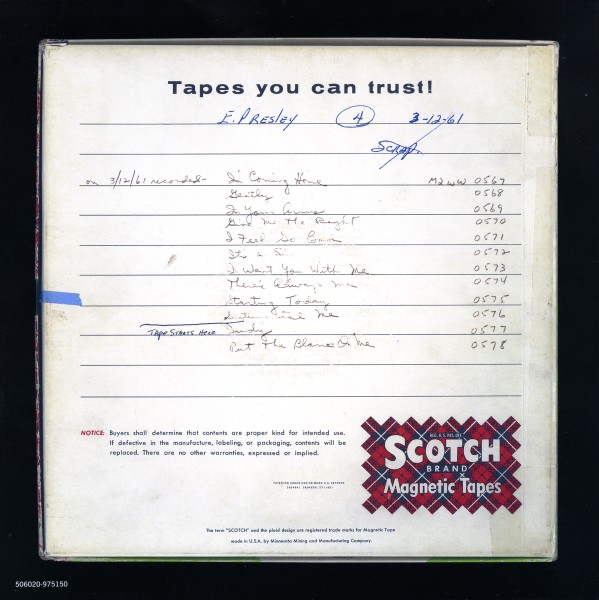 Tapes you can trust!
E. PRESLEY 4 3-12-61
SCRAP
on 3/12/61 recorded- I'm Coming Home M2WW 0567
Gently 0568
In Your Arms 0569
Give Me The Right 0570
I Feel So Bad 0571
It's a Sin 0572
I Want You With Me 0573
There's Always Me 0574
Starting Today 0575
Me 0576
TAPE STARTS HERE Judy 0577
Put The Blame On Me 0578
NOTICE: Buyers shall determine that contents are proper kind for intended use.
If defective in the manufacture, labeling, or packaging, contents will be
replaced. There are no other warranties, expressed or implied.
REG. U.S. PAT. OFF.
SCOTCH
BRAND
Magnetic Tapes
The term "SCOTCH" and the plaid design are registered trade marks for Magnetic Tape
made in U.S.A. by Minnesota Mining and Manufacturing Company.
506020-975150